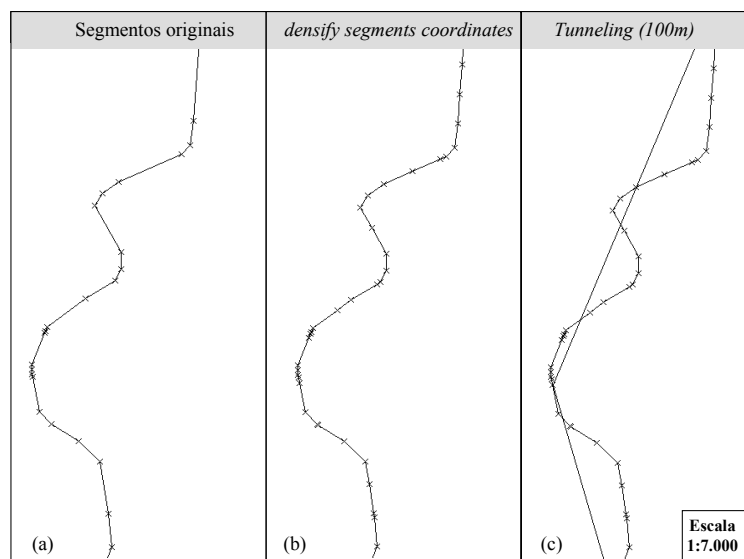 Segmentos originais
densify segments coordinates
Tunneling (100m)
(a)
(b)
(c)
Escala
1:7.000